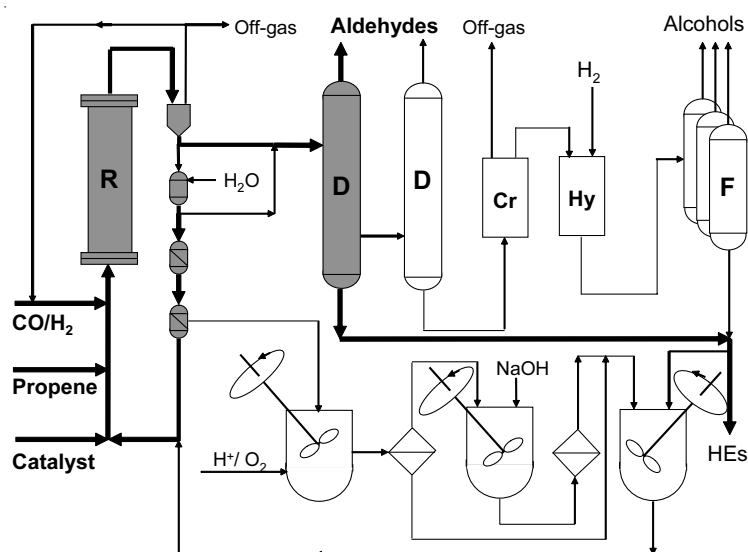 Off-gas
Aldehydes
Off-gas
Alcohols
H₂
R
H₂O
D
D
Cr
Hy
F
CO/H₂
Propene
NaOH
Catalyst
H⁺/ O₂
HEs